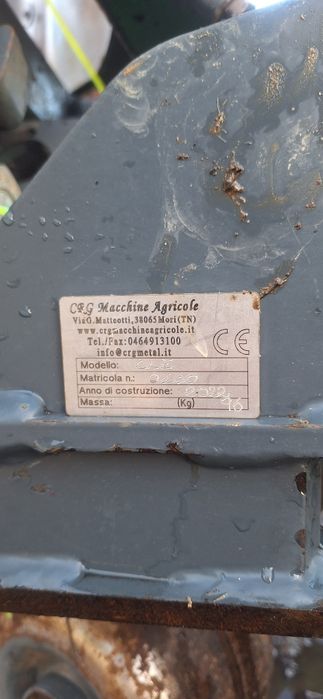 CRG Macchine Agricole
Via G. Matteotti, 38065 Mori (TN)
www.crgmacchineagricole.it
Tel./Fax: 0464913100
info@crgmetal.it
CE
Modello:
Matricola n.:
Anno di costruzione:
Massa: (Kg)